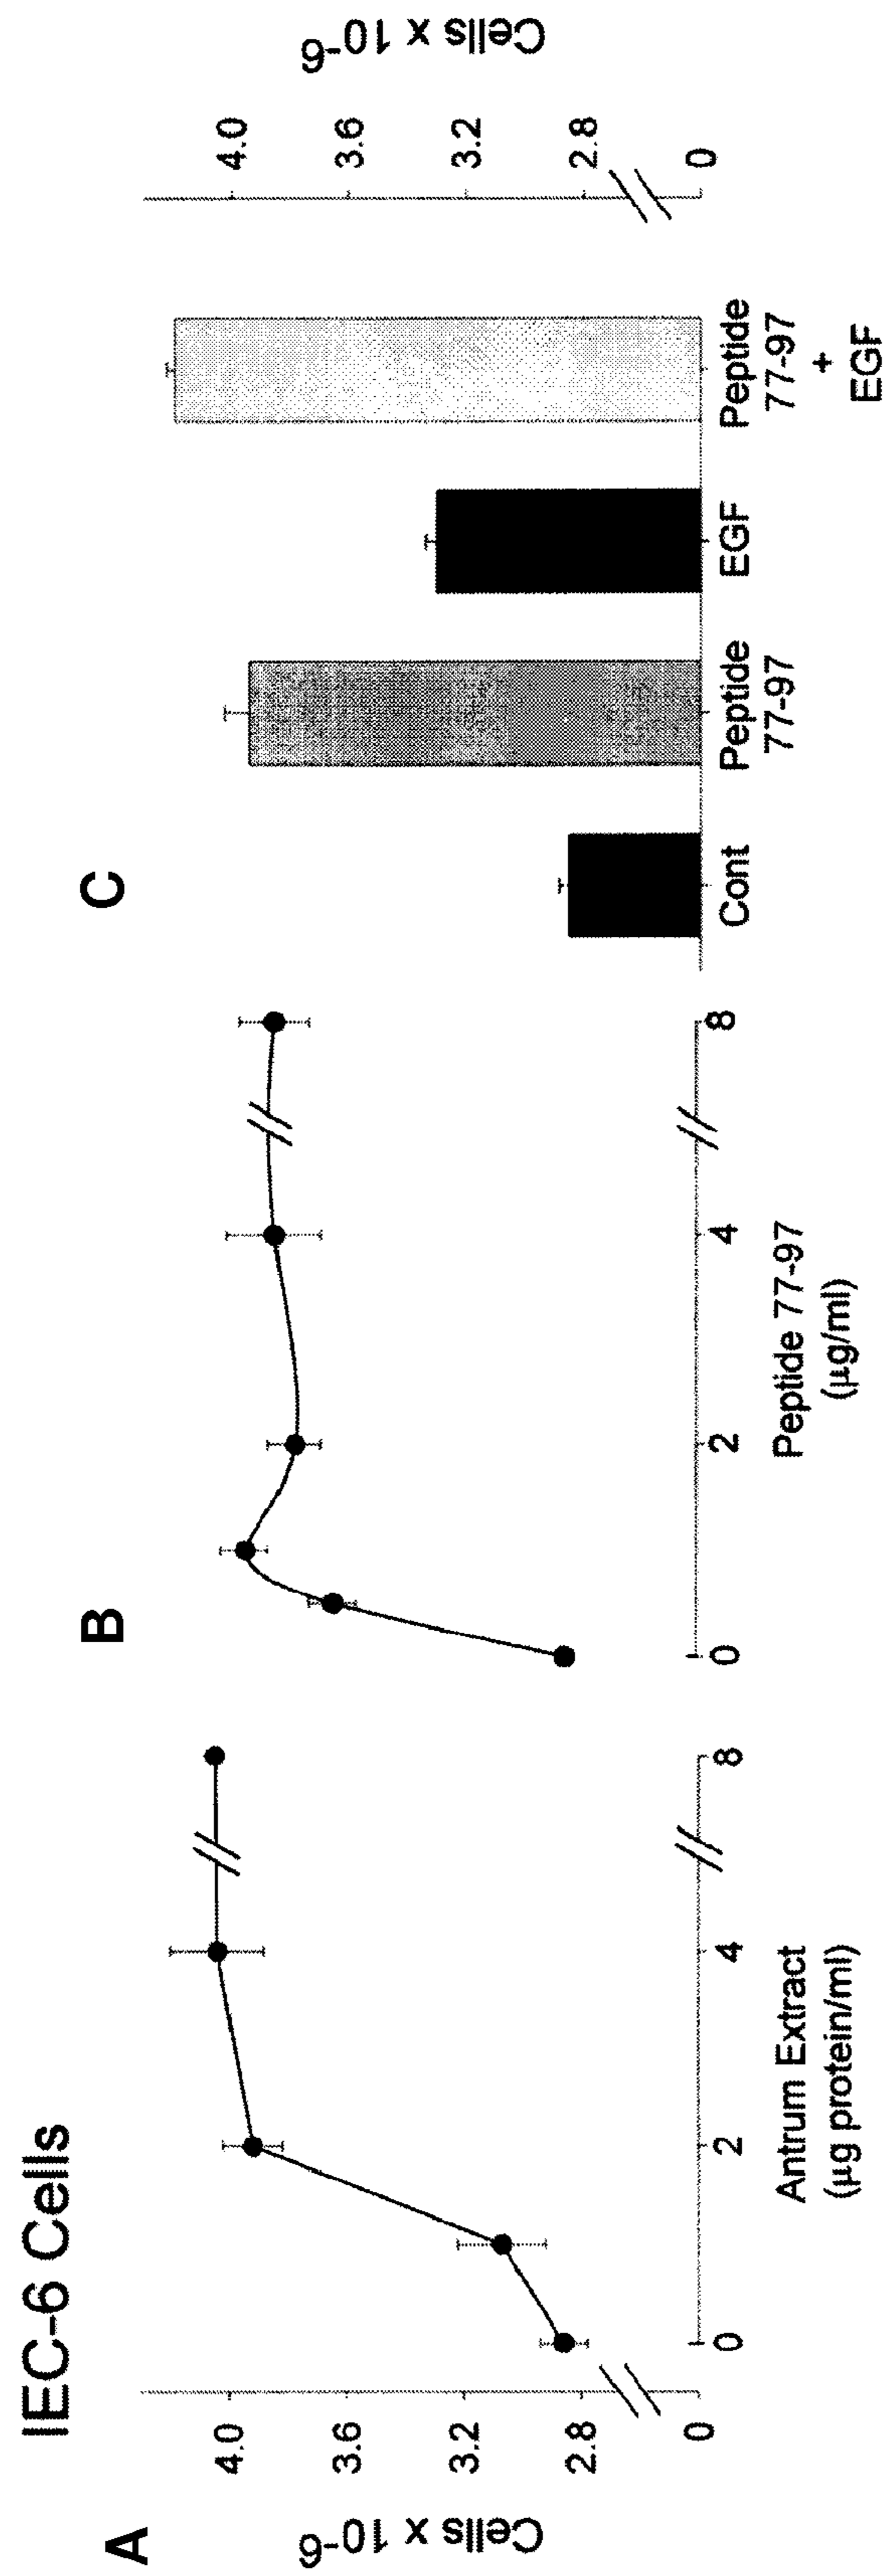 IEC-6 Cells
A
Cells x 10-6
4.0
3.6
3.2
2.8
0
0
2
4
8
Antrum Extract
(μg protein/ml)
B
0
2
4
8
Peptide 77-97
(μg/ml)
C
Cont
Peptide
77-97
EGF
Peptide
77-97
+
EGF
4.0
3.6
3.2
2.8
0
Cells x 10-6